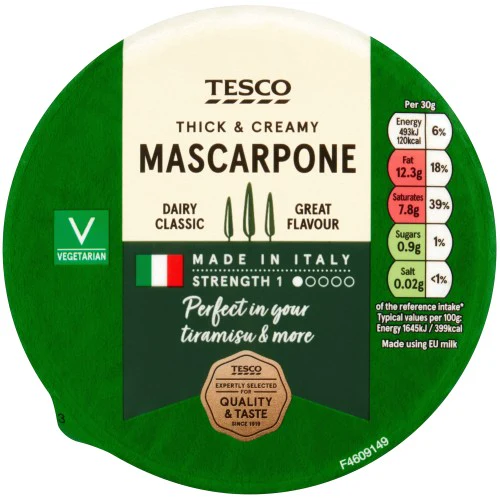 TESCO
THICK & CREAMY
MASCARPONE
DAIRY
CLASSIC
GREAT
FLAVOUR
V
VEGETARIAN
MADE IN ITALY
STRENGTH 1
Perfect in your
tiramisu & more
TESCO
EXPERTLY SELECTED
FOR
QUALITY
& TASTE
SINCE 1919
Per 30g
Energy
493kJ
120kcal
6%
Fat
12.3g
18%
Saturates
7.8g
39%
Sugars
0.9g
1%
Salt
0.02g
<1%
of the reference intake*
Typical values per 100g:
Energy 1645kJ / 399kcal
Made using EU milk
F4609149
3